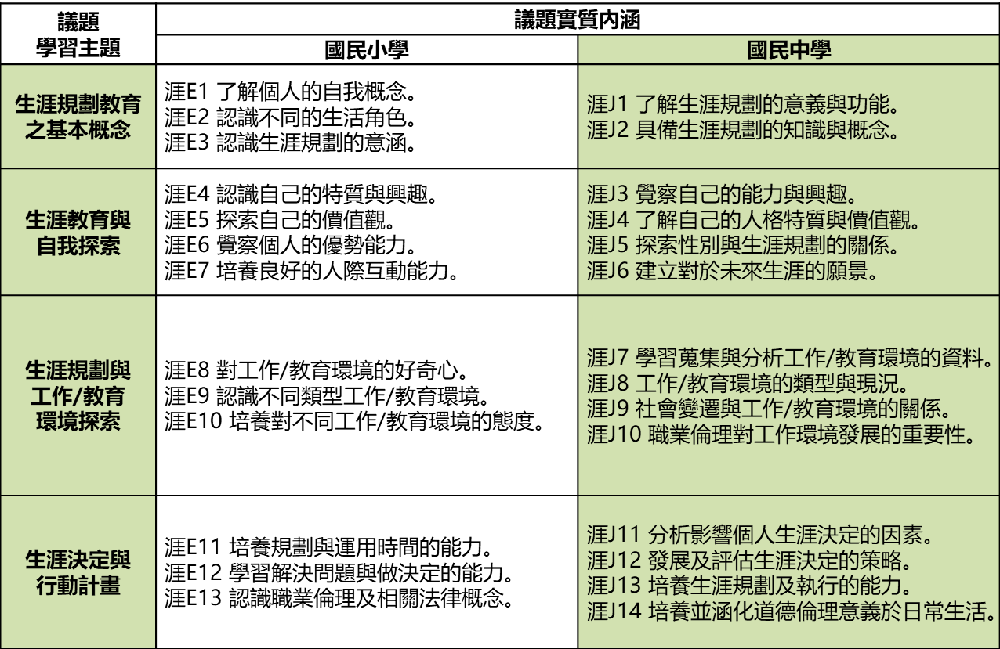 議題
學習主題
議題實質內涵
國民小學
國民中學
生涯規劃教育
之基本概念
涯E1 了解個人的自我概念。
涯E2 認識不同的生活角色。
涯E3 認識生涯規劃的意涵。
涯J1 了解生涯規劃的意義與功能。
涯J2 具備生涯規劃的知識與概念。
生涯教育與
自我探索
涯E4 認識自己的特質與興趣。
涯E5 探索自己的價值觀。
涯E6 覺察個人的優勢能力。
涯E7 培養良好的人際互動能力。
涯J3 覺察自己的能力與興趣。
涯J4 了解自己的人格特質與價值觀。
涯J5 探索性別與生涯規劃的關係。
涯J6 建立對於未來生涯的願景。
生涯規劃與
工作/教育
環境探索
涯E8 對工作/教育環境的好奇心。
涯E9 認識不同類型工作/教育環境。
涯E10 培養對不同工作/教育環境的態度。
涯J7 學習蒐集與分析工作/教育環境的資料。
涯J8 工作/教育環境的類型與現況。
涯J9 社會變遷與工作/教育環境的關係。
涯J10 職業倫理對工作環境發展的重要性。
生涯決定與
行動計畫
涯E11 培養規劃與運用時間的能力。
涯E12 學習解決問題與做決定的能力。
涯E13 認識職業倫理及相關法律概念。
涯J11 分析影響個人生涯決定的因素。
涯J12 發展及評估生涯決定的策略。
涯J13 培養生涯規劃及執行的能力。
涯J14 培養並涵化道德倫理意義於日常生活。